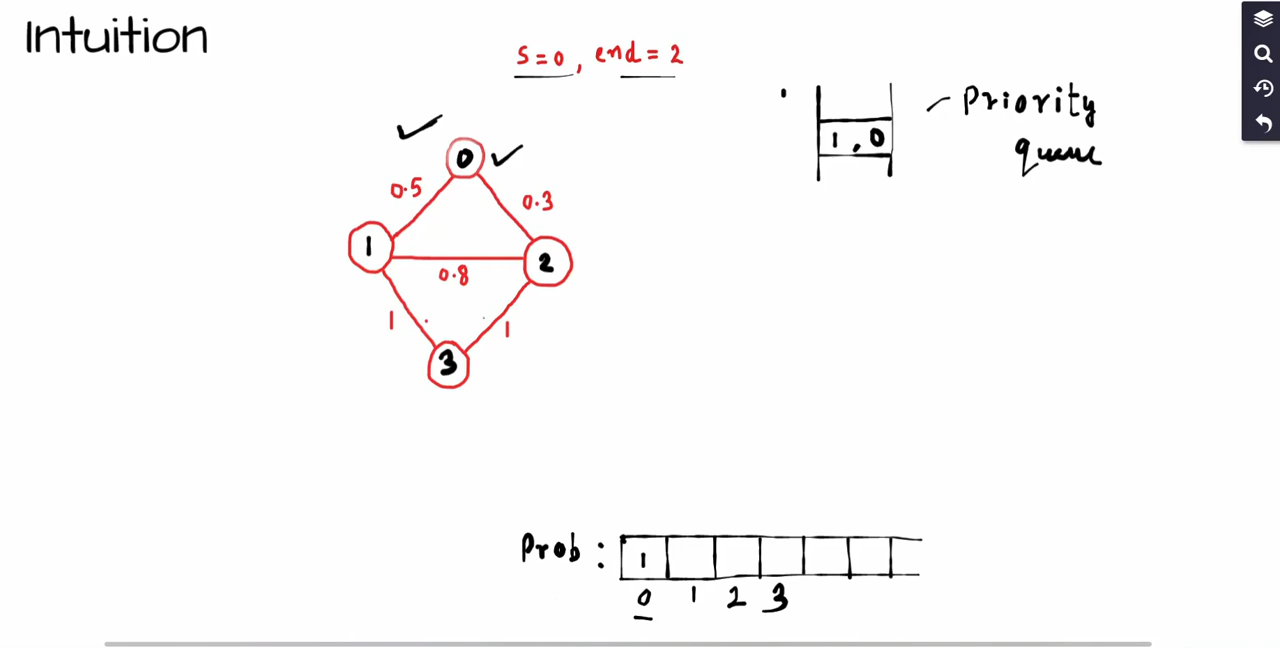 Intuition
s=0, end=2
1,0
Priority
queue
0
0.5
0.3
1
2
0.8
1
1
3
Prob:
1
0 1 2 3